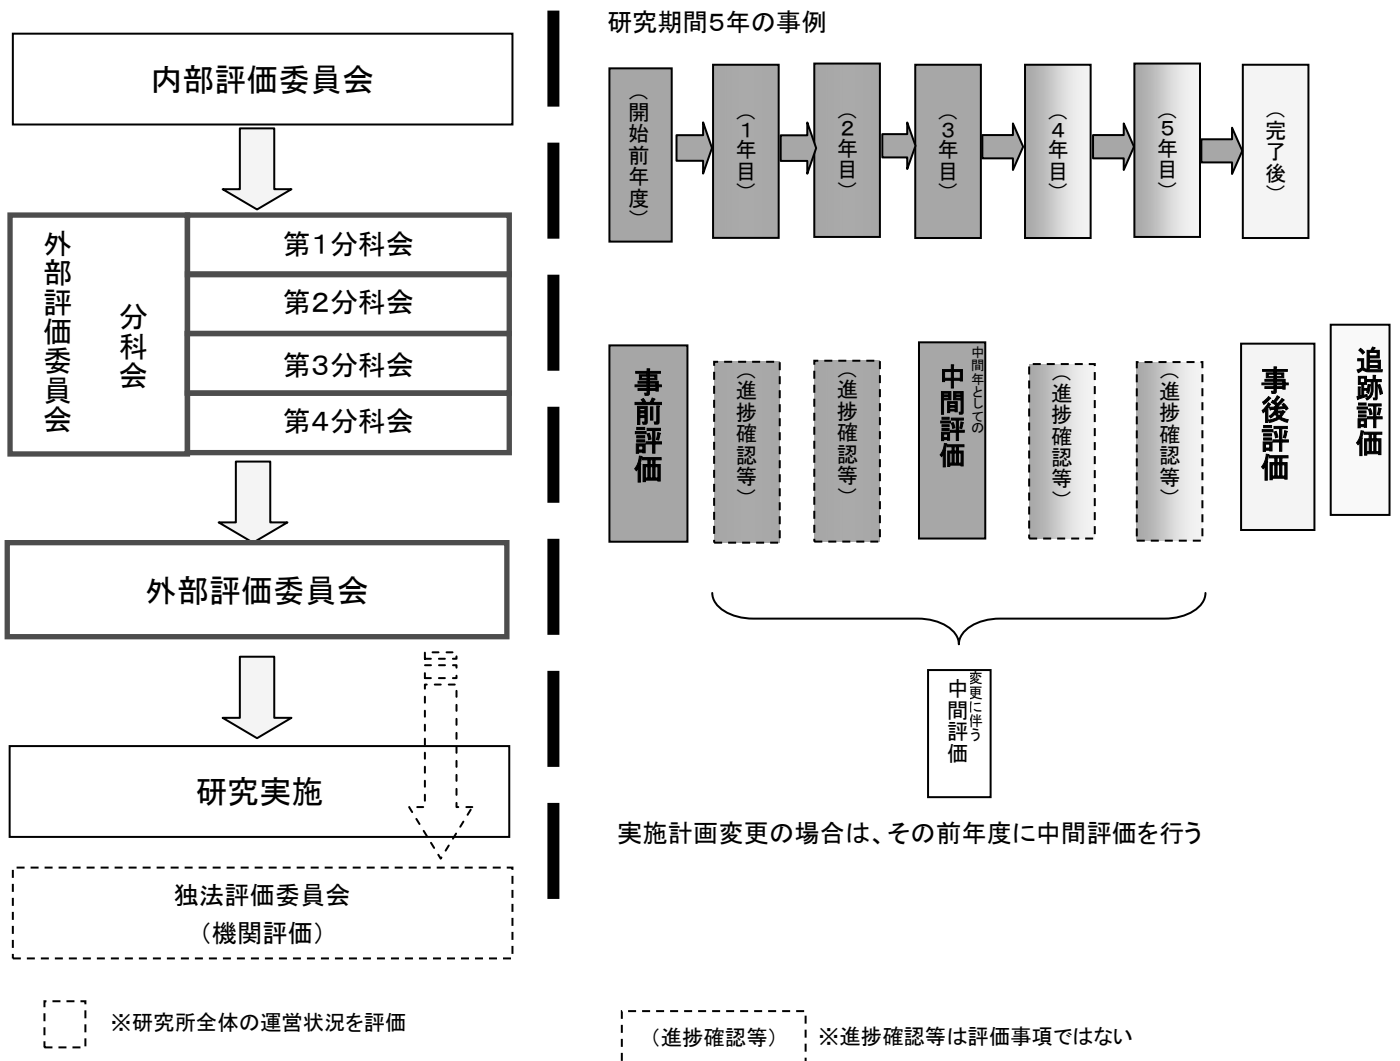 内部評価委員会
外部評価委員会
分科会
第1分科会
第2分科会
第3分科会
第4分科会
外部評価委員会
研究実施
独法評価委員会
（機関評価）
※研究所全体の運営状況を評価
研究期間5年の事例
（開始前年度）
（1年目）
（2年目）
（3年目）
（4年目）
（5年目）
（完了後）
事前評価
（進捗確認等）
（進捗確認等）
中間年としての
中間評価
（進捗確認等）
（進捗確認等）
事後評価
追跡評価
変更に伴う
中間評価
実施計画変更の場合は、その前年度に中間評価を行う
（進捗確認等）
※進捗確認等は評価事項ではない